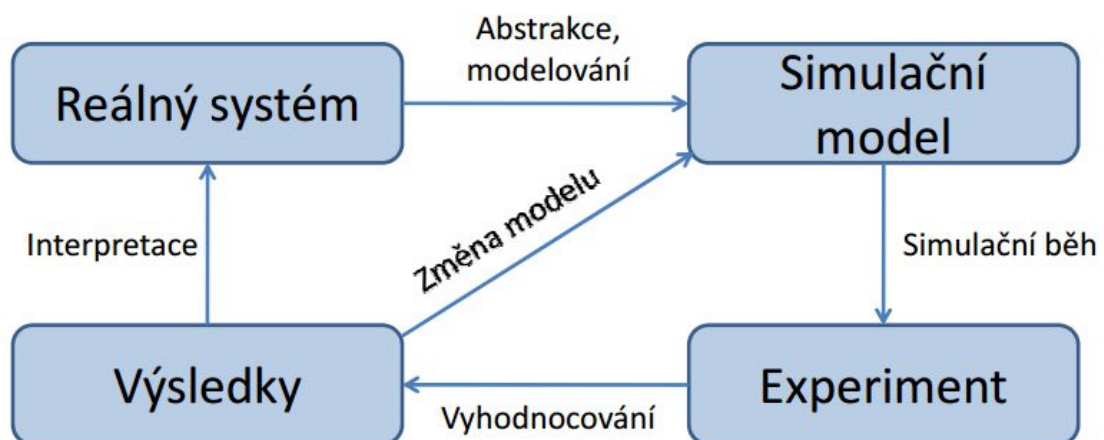 Abstrakce,
modelování
Reálný systém
Simulační
model
Změna modelu
Interpretace
Simulační běh
Výsledky
Experiment
Vyhodnocování